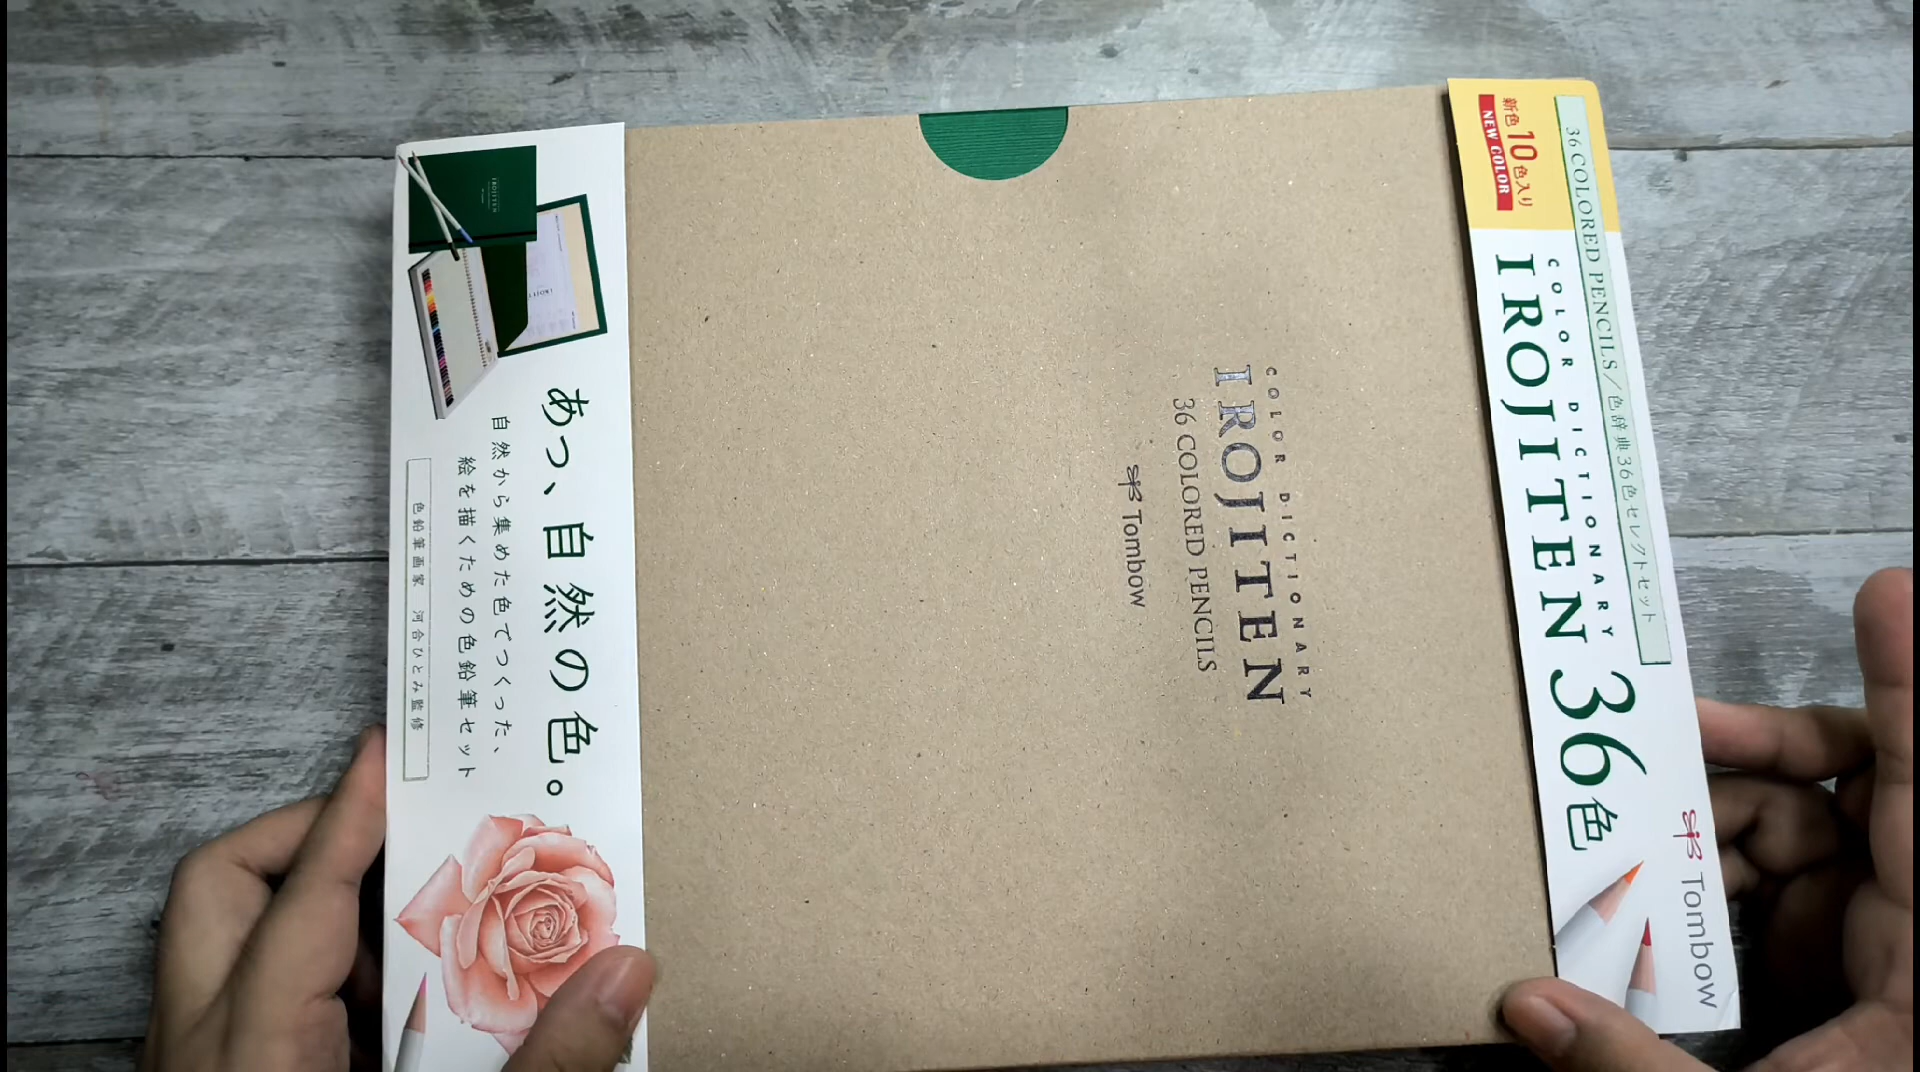 36 COLORED PENCILS／色辞典36色セレクトセット
新色10色入り
NEW COLOR
COLOR DICTIONARY
IROJITEN 36色
Tombow
COLOR DICTIONARY
IROJITEN
36 COLORED PENCILS
Tombow
あっ、自然の色。
自然から集めた色でつくった、
絵を描くための色鉛筆セット
色鉛筆画家 河合ひとみ監修
IROJITEN